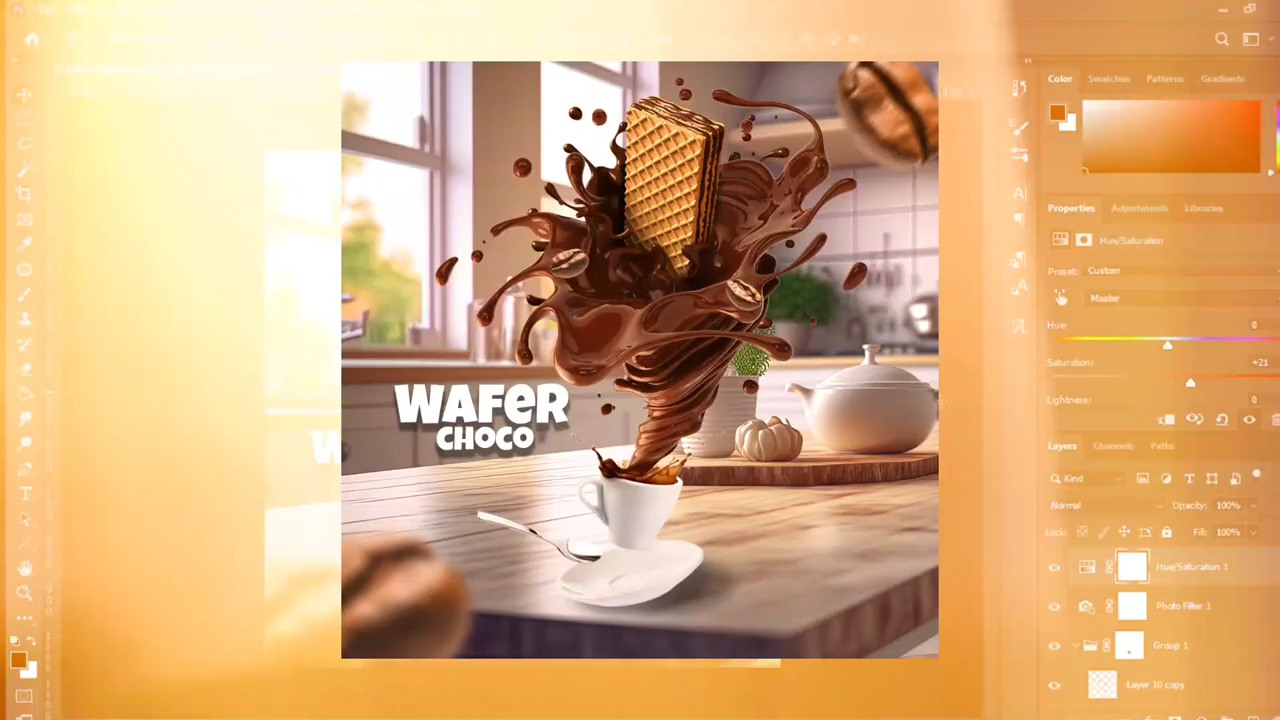 Color Swatches Patterns Gradients
Properties Adjustments Libraries
Hue/Saturation
Preset: Custom
Master
Hue: 0
Saturation: +21
Lightness: 0
WAFER
CHOCO
Layers Channels Paths
Kind
Normal Opacity: 100%
Lock: Fill: 100%
Hue/Saturation 1
Photo Filter 1
Group 1
Layer 10 copy